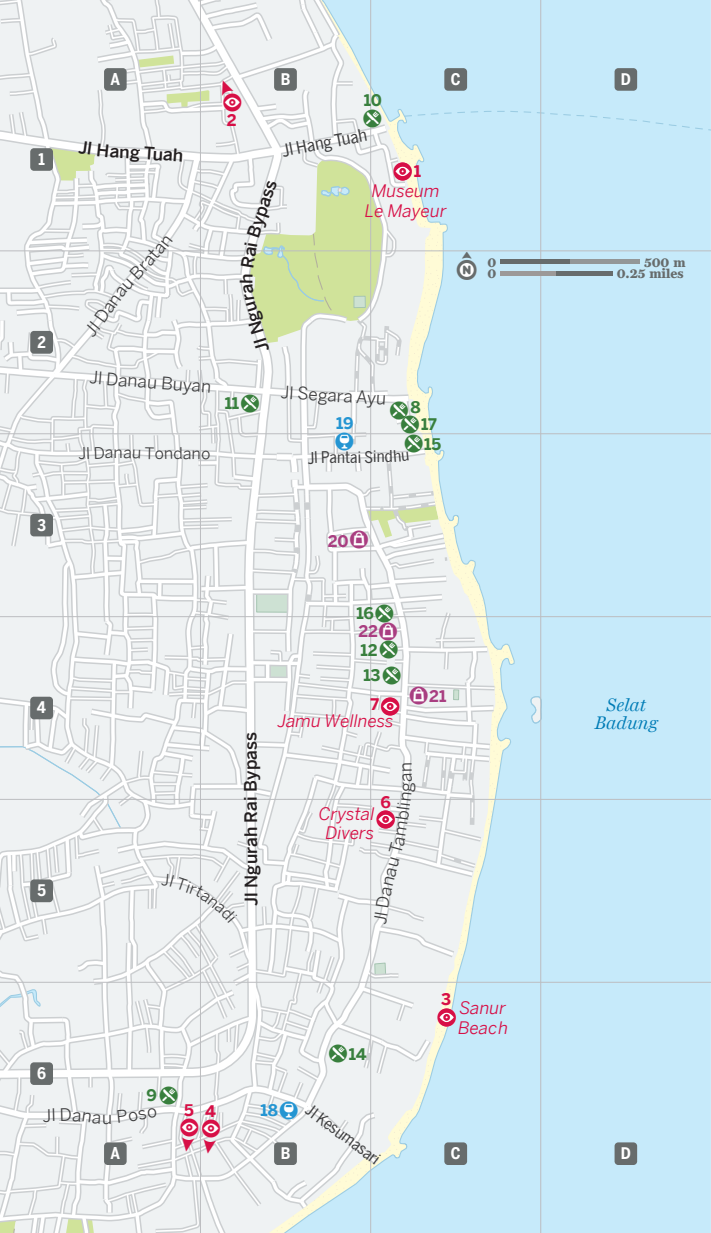 A
B
C
D
10
2
Jl Hang Tuah
Jl Hang Tuah
1
1
Museum
Le Mayeur
Jl Ngurah Rai Bypass
Jl Danau Bratan
N
0
500 m
0
0.25 miles
2
Jl Danau Buyan
Jl Segara Ayu
11
8
19
17
15
Jl Danau Tondano
Jl Pantai Sindhu
3
20
16
22
12
13
21
7
4
Jamu Wellness
Selat
Badung
Jl Ngurah Rai Bypass
6
Crystal
Divers
Jl Danau Tamblingan
5
Jl Tirtanadi
3
Sanur
Beach
14
6
9
5
4
18
Jl Danau Poso
Jl Kesumasari
A
B
C
D